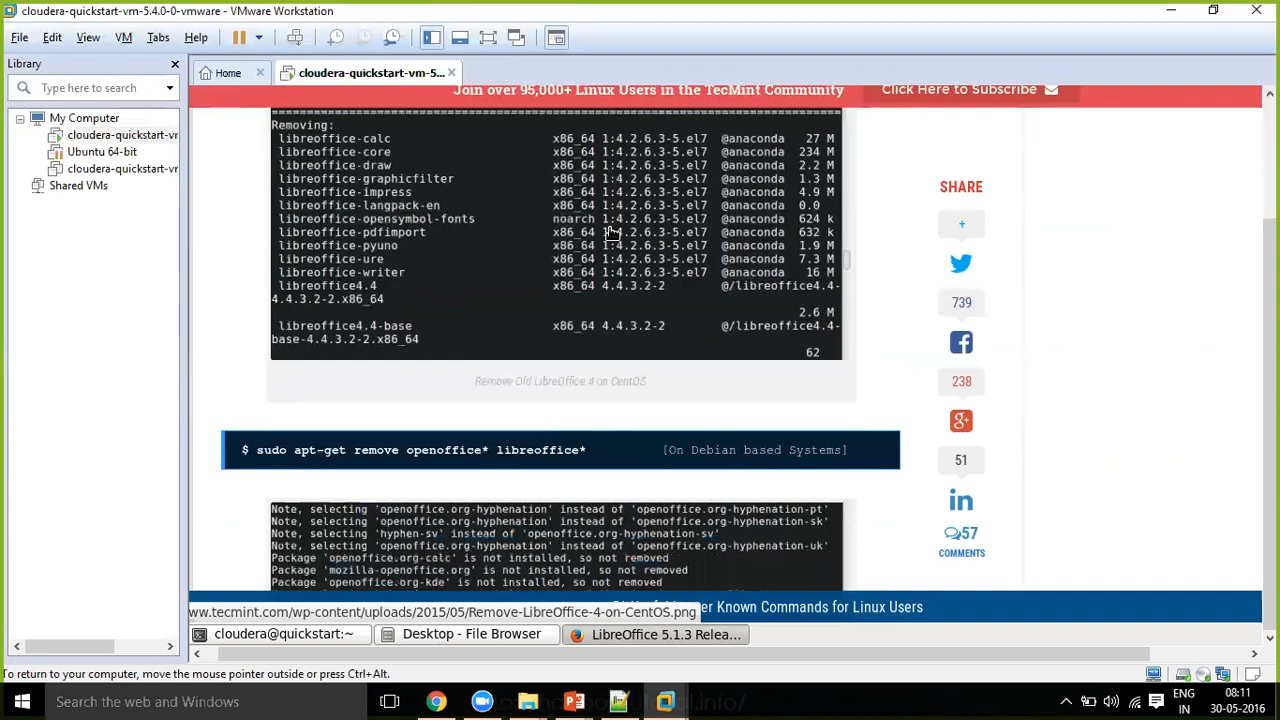 cloudera-quickstart-vm-5.4.0-0-vmware - VMware Workstation
File Edit View VM Tabs Help
Library
Home
cloudera-quickstart-vm-5...
Type here to search
My Computer
cloudera-quickstart-vr
Ubuntu 64-bit
cloudera-quickstart-vr
Shared VMs
Join over 95,000+ Linux Users in the TecMint Community
Click Here to Subscribe
Removing:
libreoffice-calc x86_64 1:4.2.6.3-5.el7 @anaconda 27 M
libreoffice-core x86_64 1:4.2.6.3-5.el7 @anaconda 234 M
libreoffice-draw x86_64 1:4.2.6.3-5.el7 @anaconda 2.2 M
libreoffice-graphicfilter x86_64 1:4.2.6.3-5.el7 @anaconda 1.3 M
libreoffice-impress x86_64 1:4.2.6.3-5.el7 @anaconda 4.9 M
libreoffice-langpack-en x86_64 1:4.2.6.3-5.el7 @anaconda 0.0
libreoffice-opensymbol-fonts noarch 1:4.2.6.3-5.el7 @anaconda 624 k
libreoffice-pdfimport x86_64 1:4.2.6.3-5.el7 @anaconda 632 k
libreoffice-pyuno x86_64 1:4.2.6.3-5.el7 @anaconda 1.9 M
libreoffice-ure x86_64 1:4.2.6.3-5.el7 @anaconda 7.3 M
libreoffice-writer x86_64 1:4.2.6.3-5.el7 @anaconda 16 M
libreoffice4.4 x86_64 4.4.3.2-2 @/libreoffice4.4-
4.4.3.2-2.x86_64
2.6 M
libreoffice4.4-base x86_64 4.4.3.2-2 @/libreoffice4.4-
base-4.4.3.2-2.x86_64
62
Remove Old LibreOffice 4 on CentOS
$ sudo apt-get remove openoffice* libreoffice* [On Debian based Systems]
Note, selecting 'openoffice.org-hyphenation' instead of 'openoffice.org-hyphenation-pt'
Note, selecting 'openoffice.org-hyphenation' instead of 'openoffice.org-hyphenation-sk'
Note, selecting 'hyphen-sv' instead of 'openoffice.org-hyphenation-sv'
Note, selecting 'openoffice.org-hyphenation' instead of 'openoffice.org-hyphenation-uk'
Package 'openoffice.org-calc' is not installed, so not removed
Package 'mozilla-openoffice.org' is not installed, so not removed
Package 'openoffice.org-kde' is not installed, so not removed
SHARE
+
739
238
51
57
COMMENTS
ww.tecmint.com/wp-content/uploads/2015/05/Remove-LibreOffice-4-on-CentOS.png
er Known Commands for Linux Users
cloudera@quickstart:~
Desktop - File Browser
LibreOffice 5.1.3 Relea...
To return to your computer, move the mouse pointer outside or press Ctrl+Alt.
Search the web and Windows
ENG
IN
08:11
30-05-2016